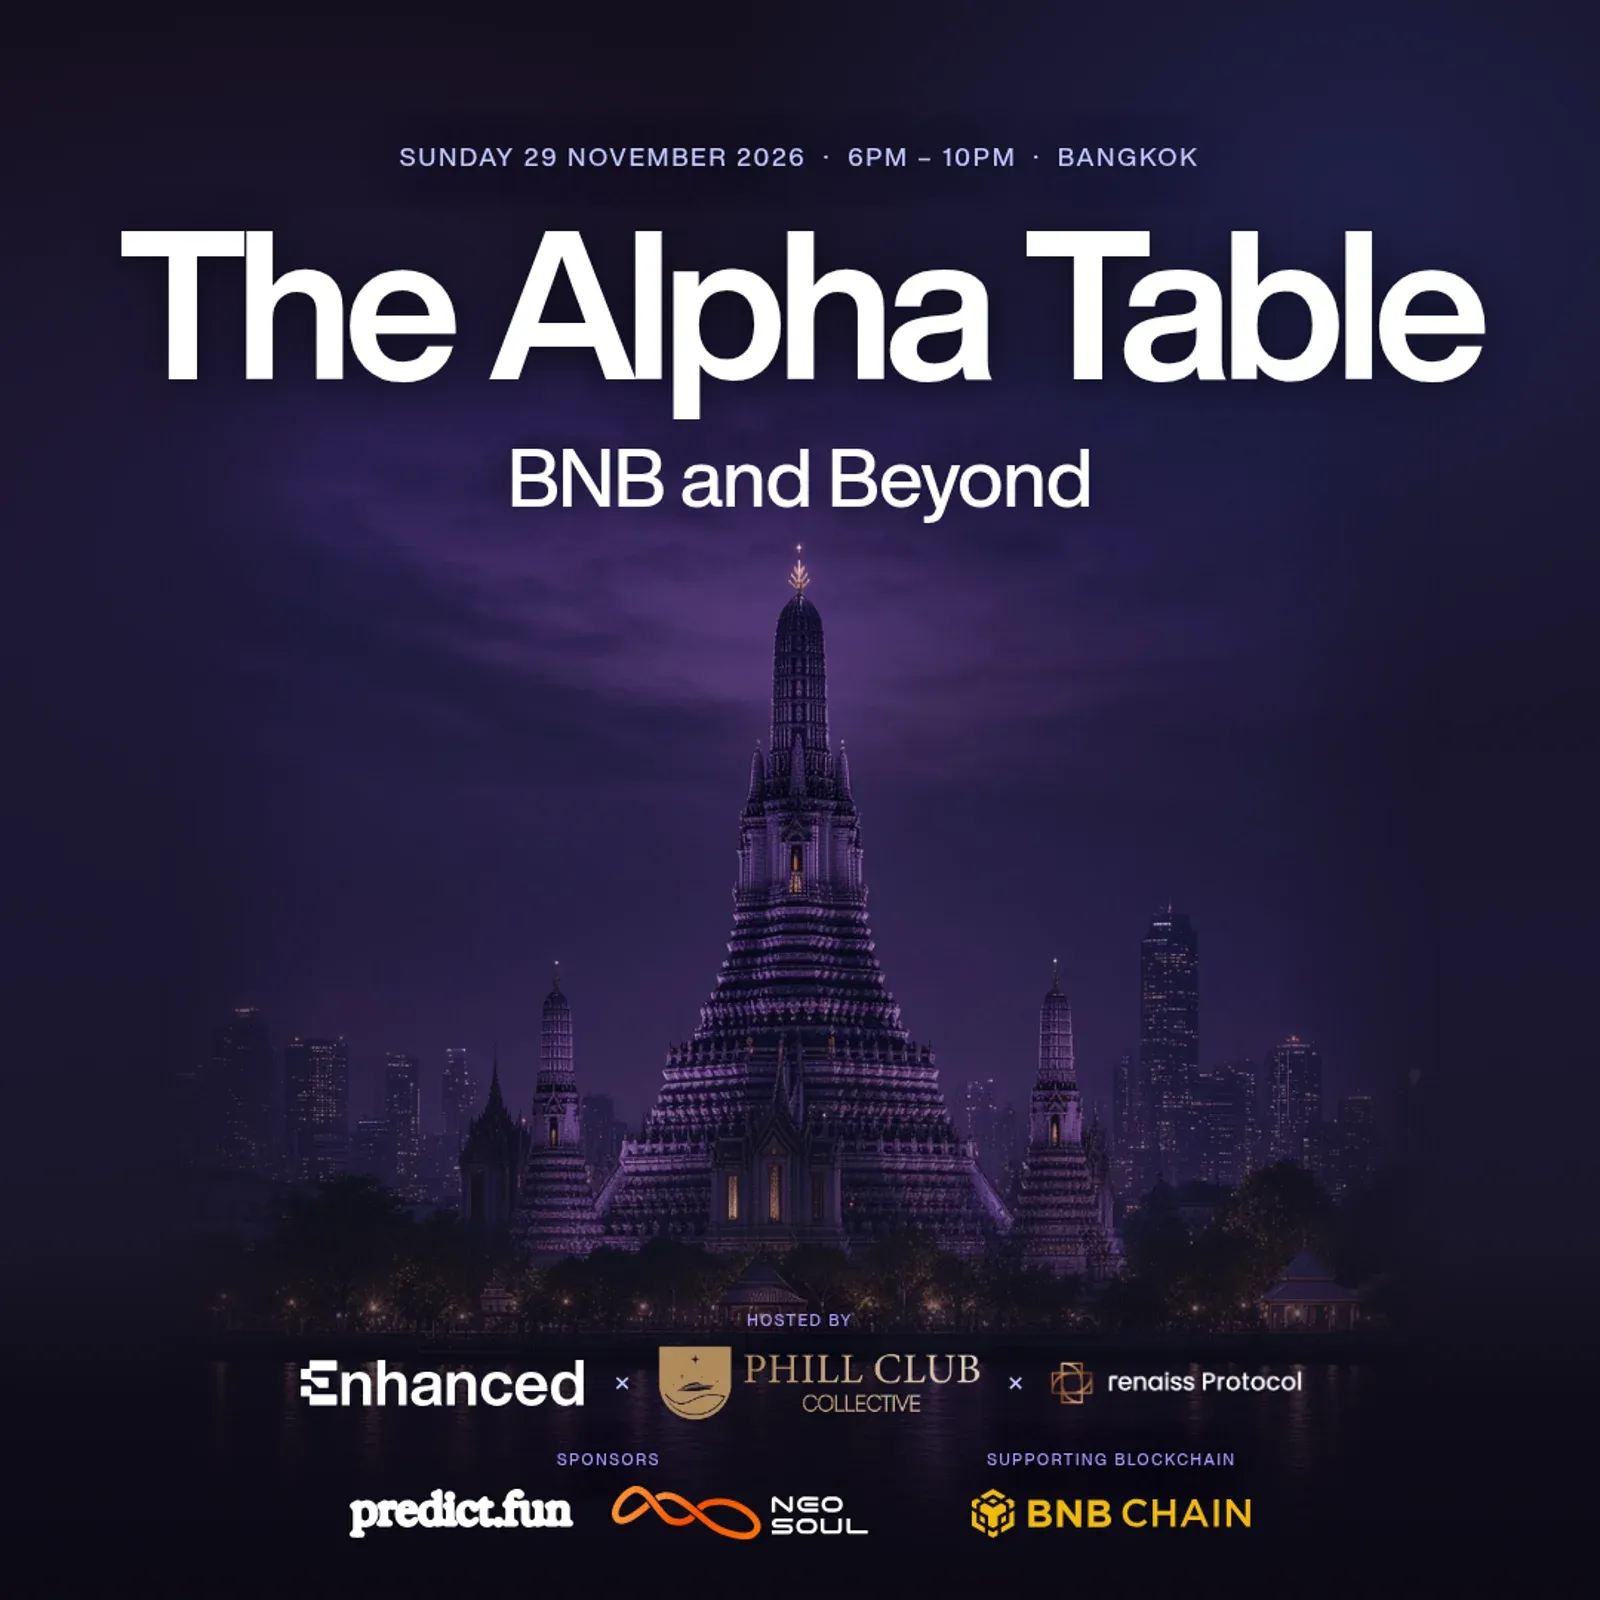 SUNDAY 29 NOVEMBER 2026 · 6PM – 10PM · BANGKOK
The Alpha Table
BNB and Beyond
HOSTED BY
Enhanced × PHILL CLUB COLLECTIVE × renaiss Protocol
SPONSORS
predict.fun NEO SOUL
SUPPORTING BLOCKCHAIN
BNB CHAIN